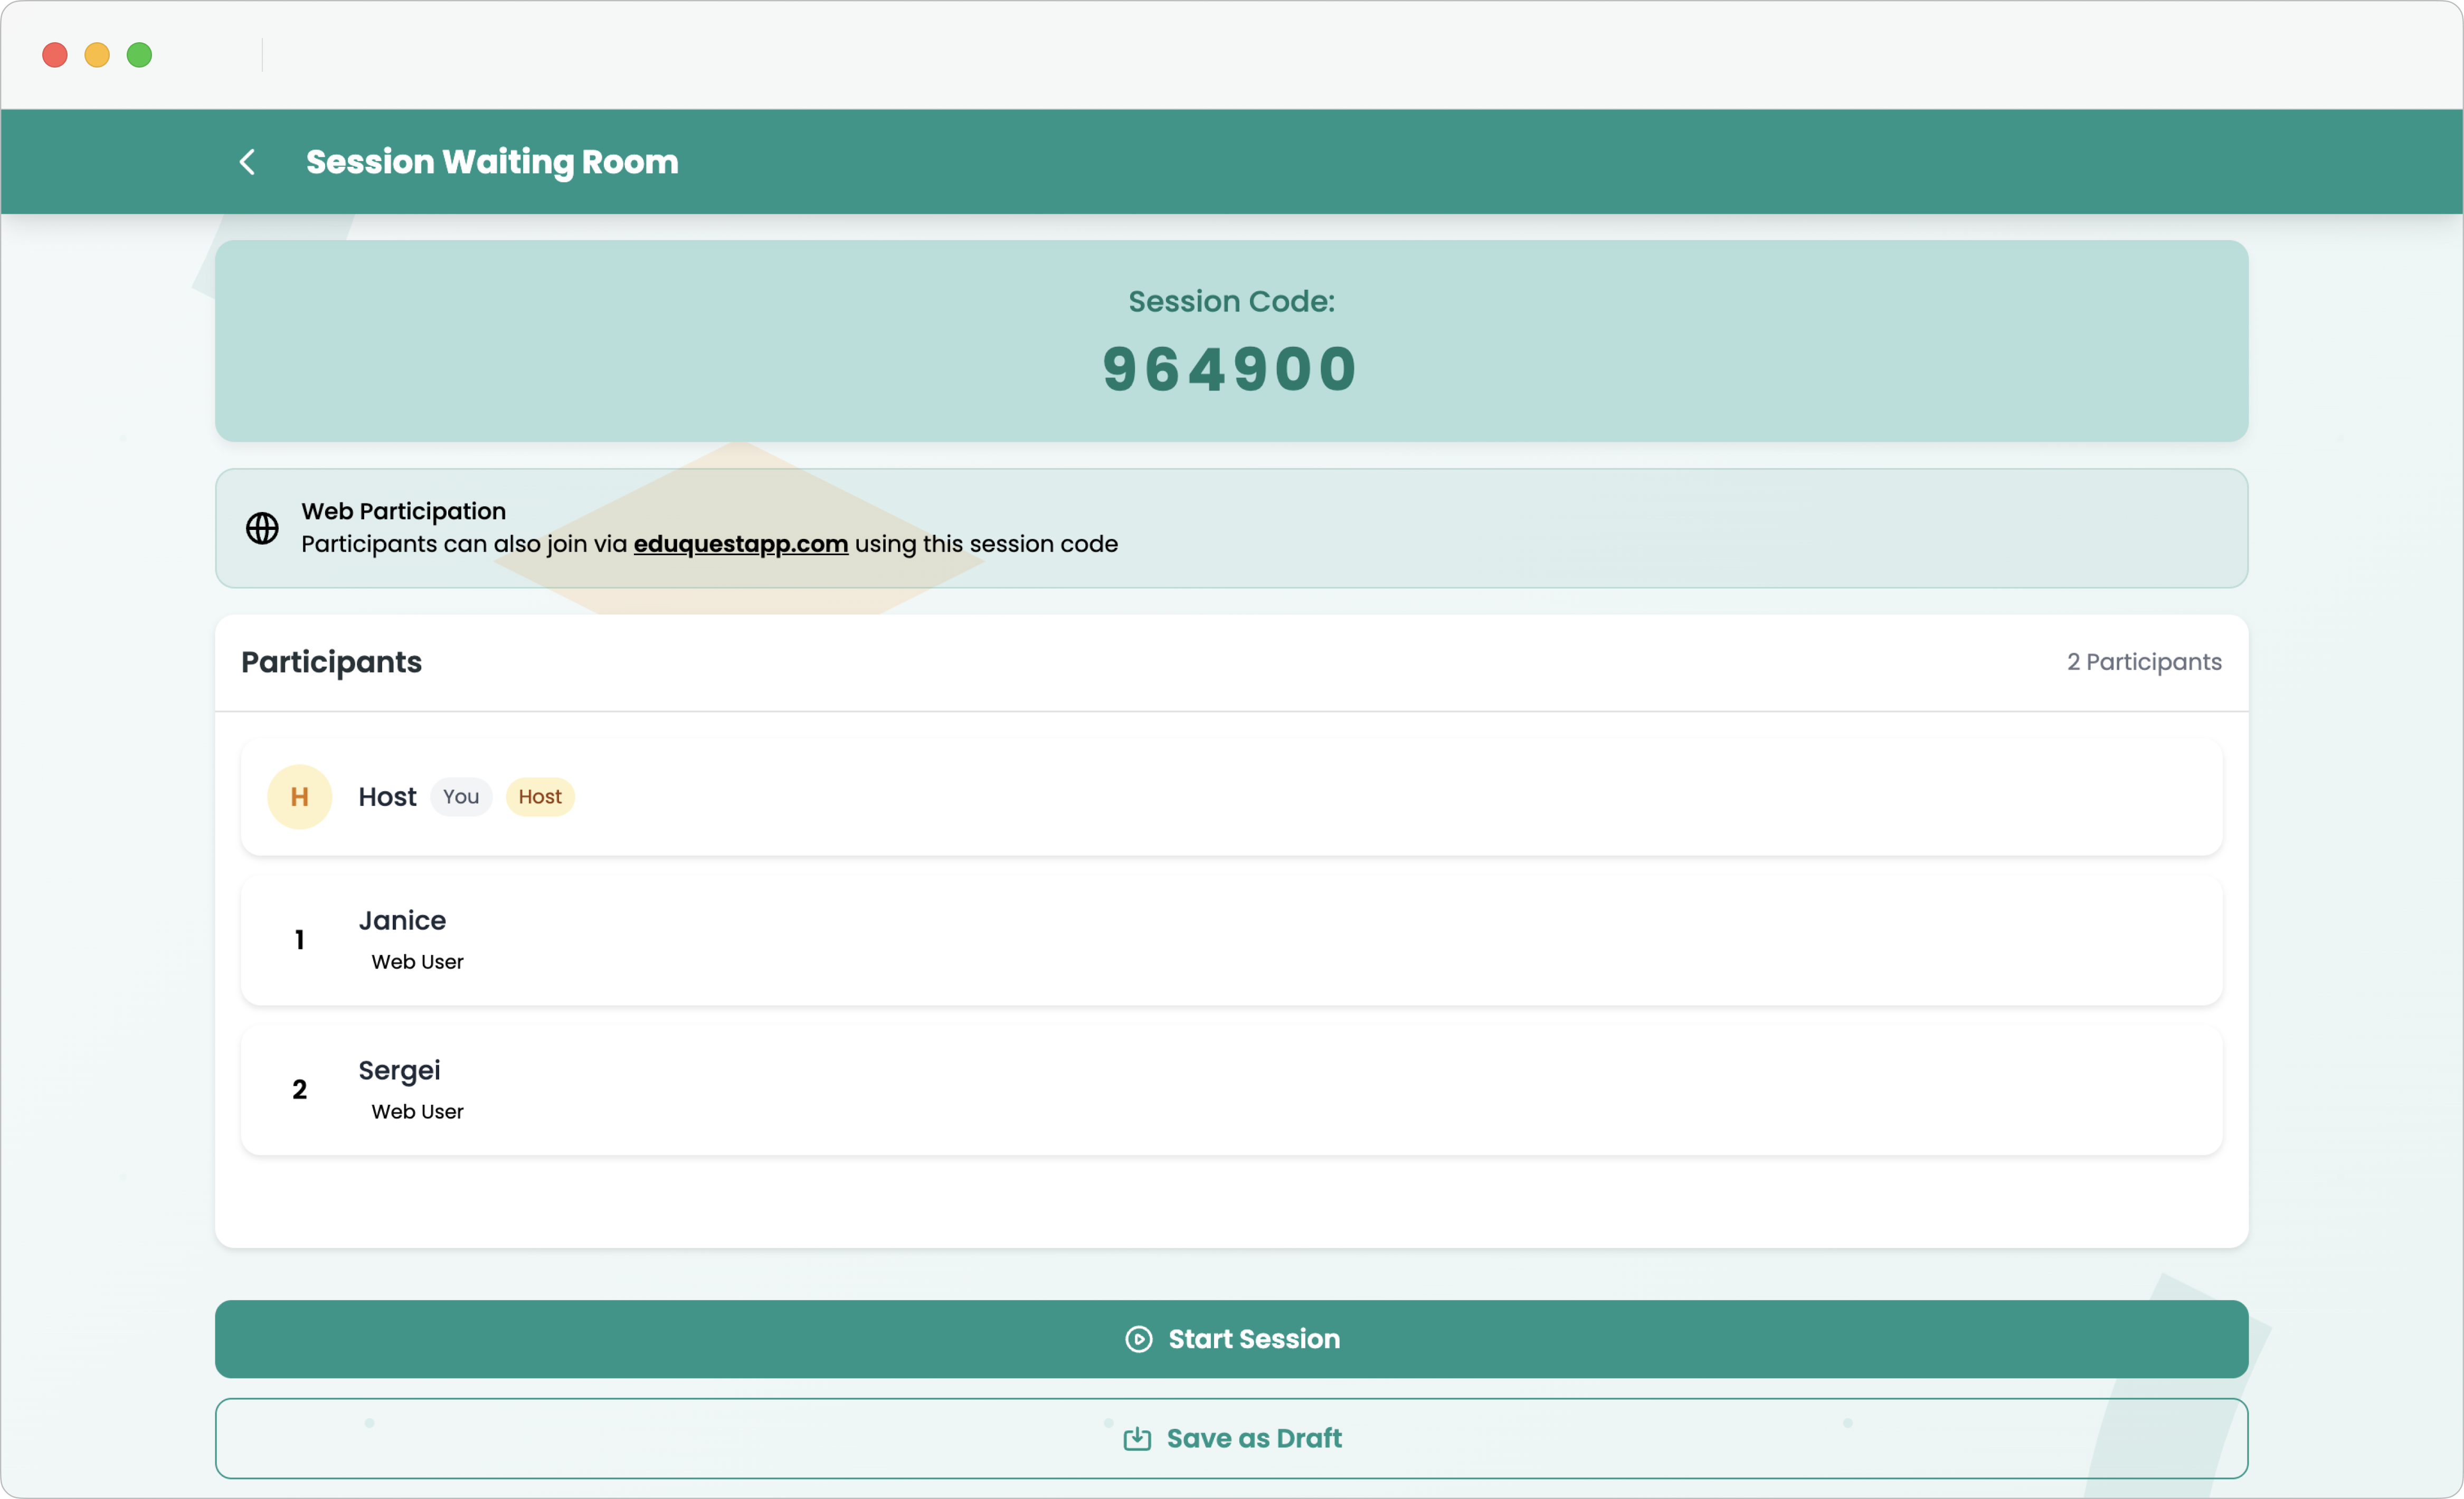 Session Waiting Room
Session Code:
964900
Web Participation
Participants can also join via eduquestapp.com using this session code
Participants
2 Participants
H
Host
You
Host
1
Janice
Web User
2
Sergei
Web User
Start Session
Save as Draft